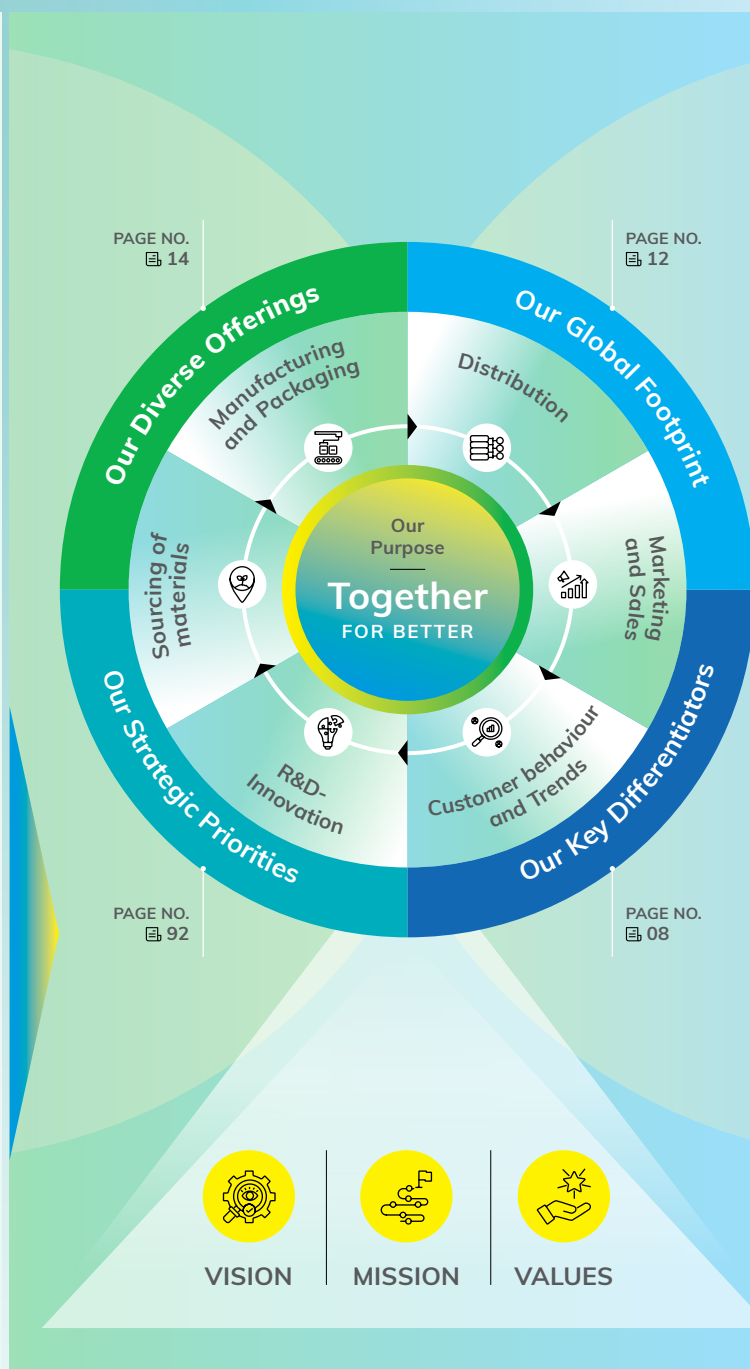 PAGE NO.
14
PAGE NO.
12
Our Diverse Offerings
Our Global Footprint
Manufacturing
and Packaging
Distribution
Sourcing of
materials
Marketing
and Sales
Our
Purpose
Together
FOR BETTER
R&D-
Innovation
Customer behaviour
and Trends
Our Strategic Priorities
Our Key Differentiators
PAGE NO.
92
PAGE NO.
08
VISION
MISSION
VALUES